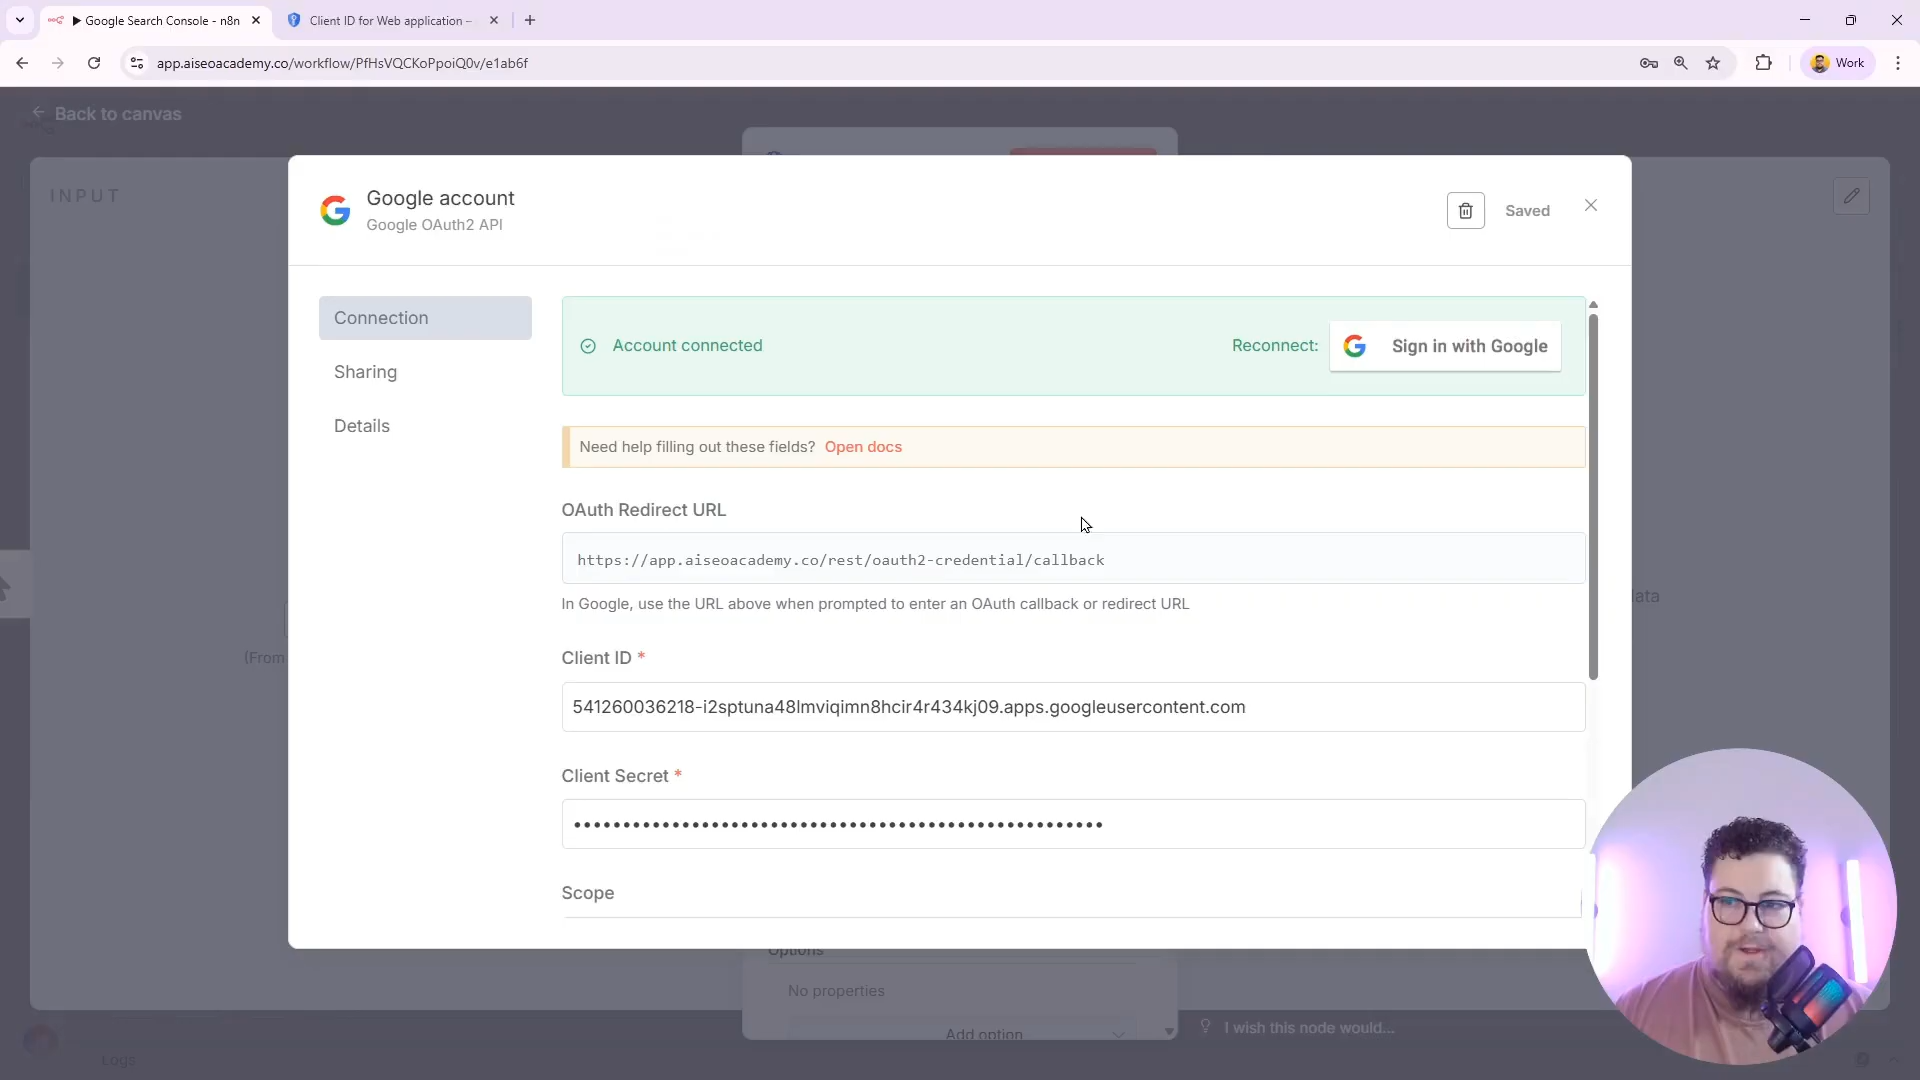 Google Search Console - n8n
Client ID for Web application –
app.aiseoacademy.co/workflow/PfHsVQCKoPpoiQ0v/e1ab6f
Work
Back to canvas
INPUT
Google account
Google OAuth2 API
Saved
Connection
Sharing
Details
Account connected
Reconnect:
Sign in with Google
Need help filling out these fields? Open docs
OAuth Redirect URL
https://app.aiseoacademy.co/rest/oauth2-credential/callback
In Google, use the URL above when prompted to enter an OAuth callback or redirect URL
(From
Client ID *
541260036218-i2sptuna48lmviqimn8hcir4r434kj09.apps.googleusercontent.com
Client Secret *
Scope
Options
No properties
Add option
I wish this node would...
Logs